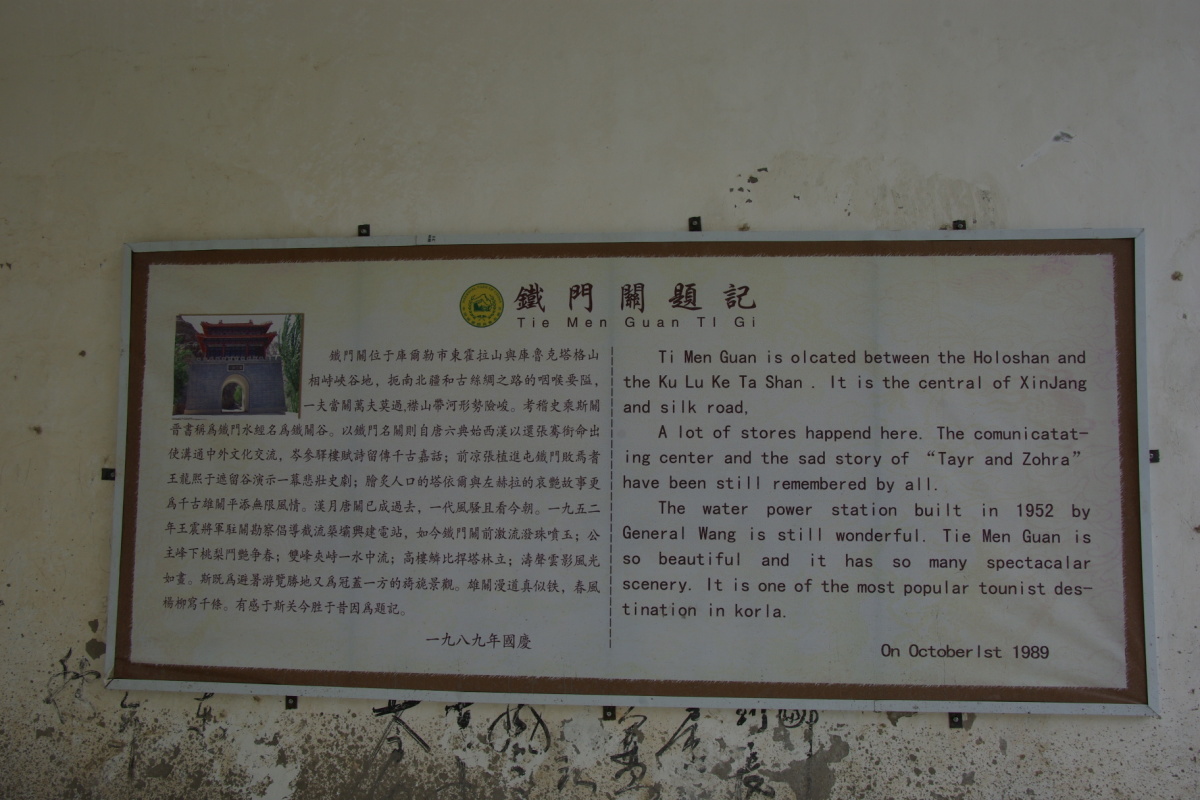 鐵門關題記
Tie Men Guan TI Gi
鐵門關位于庫爾勒市東霍拉山與庫魯克塔格山
相峙峽谷地，扼南北疆和古絲綢之路的咽喉要隘，
一夫當關萬夫莫過,襟山帶河形勢險峻。考稽史乘斯關
晉書稱爲鐵門水經名爲鐵關谷。以鐵門名關則自唐六典始西漢以還張騫銜命出
使溝通中外文化交流，岑參驛樓賦詩留傳千古嘉話；前凉張植進屯鐵門敗焉耆
王龍熙于遮留谷演示一幕悲壯史劇；膾炙人口的塔依爾與左赫拉的哀艷故事更
爲千古雄關平添無限風情。漢月唐關已成過去，一代風騷且看今朝。一九五二
年王震將軍駐關勘察倡導截流築壩興建電站，如今鐵門關前激流潑珠噴玉；公
主峰下桃梨鬥艷争春；雙峰夾峙一水中流；高樓鱗比捍塔林立；濤聲雲影風光
如畫。斯既爲避暑游覽勝地又爲冠蓋一方的旖旎景觀。雄關漫道真似铁，春風
楊柳寫千條。有感于斯关今胜于昔因爲題記。
一九八九年國慶
Ti Men Guan is olcated between the Holoshan and
the Ku Lu Ke Ta Shan . It is the central of XinJang
and silk road,
A lot of stores happend here. The comunicatat-
ing center and the sad story of “Tayr and Zohra”
have been still remembered by all.
The water power station built in 1952 by
General Wang is still wonderful. Tie Men Guan is
so beautiful and it has so many spectacalar
scenery. It is one of the most popular tounist des-
tination in korla.
On Octoberlst 1989